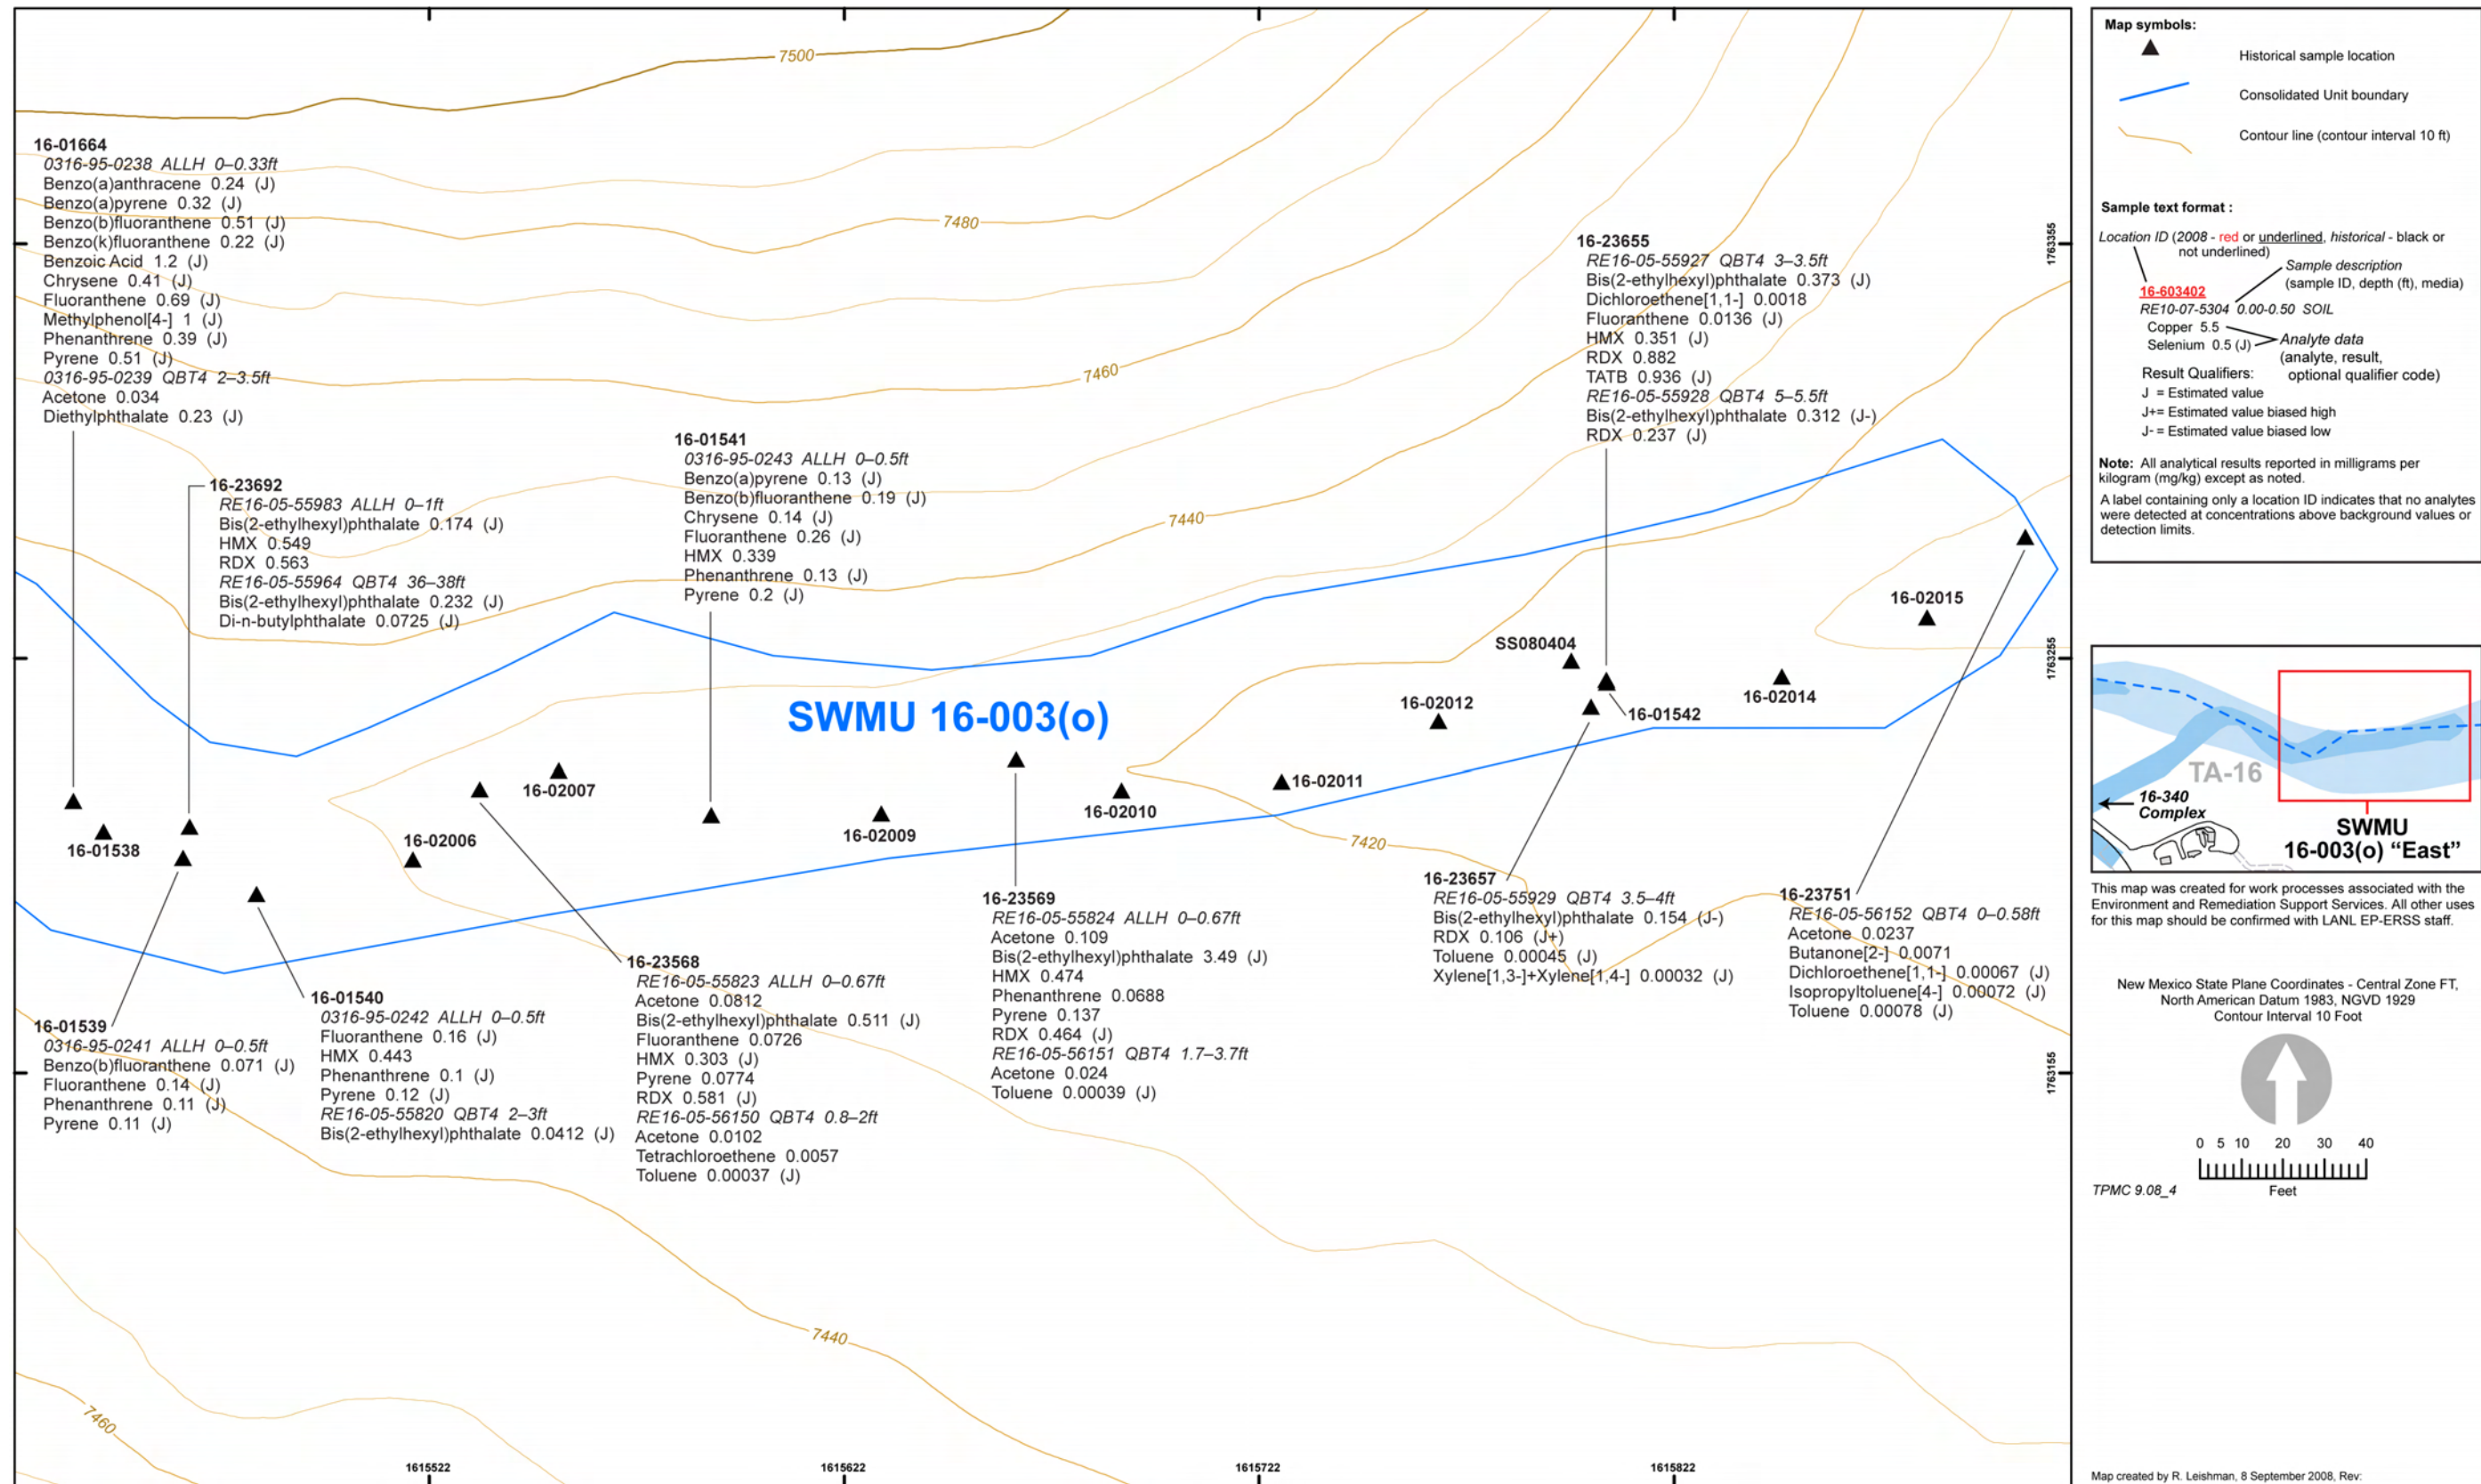 7500
7480
7460
7440
7420
7440
7460
16-01664
0316-95-0238 ALLH 0–0.33ft
Benzo(a)anthracene 0.24 (J)
Benzo(a)pyrene 0.32 (J)
Benzo(b)fluoranthene 0.51 (J)
Benzo(k)fluoranthene 0.22 (J)
Benzoic Acid 1.2 (J)
Chrysene 0.41 (J)
Fluoranthene 0.69 (J)
Methylphenol[4-] 1 (J)
Phenanthrene 0.39 (J)
Pyrene 0.51 (J)
0316-95-0239 QBT4 2–3.5ft
Acetone 0.034
Diethylphthalate 0.23 (J)
16-23692
RE16-05-55983 ALLH 0–1ft
Bis(2-ethylhexyl)phthalate 0.174 (J)
HMX 0.549
RDX 0.563
RE16-05-55964 QBT4 36–38ft
Bis(2-ethylhexyl)phthalate 0.232 (J)
Di-n-butylphthalate 0.0725 (J)
16-01541
0316-95-0243 ALLH 0–0.5ft
Benzo(a)pyrene 0.13 (J)
Benzo(b)fluoranthene 0.19 (J)
Chrysene 0.14 (J)
Fluoranthene 0.26 (J)
HMX 0.339
Phenanthrene 0.13 (J)
Pyrene 0.2 (J)
16-23655
RE16-05-55927 QBT4 3–3.5ft
Bis(2-ethylhexyl)phthalate 0.373 (J)
Dichloroethene[1,1-] 0.0018
Fluoranthene 0.0136 (J)
HMX 0.351 (J)
RDX 0.882
TATB 0.936 (J)
RE16-05-55928 QBT4 5–5.5ft
Bis(2-ethylhexyl)phthalate 0.312 (J-)
RDX 0.237 (J)
16-02015
SS080404
16-02014
16-02012
16-01542
SWMU 16-003(o)
16-02011
16-02007
16-02010
16-02009
16-02006
16-01538
16-01539
0316-95-0241 ALLH 0–0.5ft
Benzo(b)fluoranthene 0.071 (J)
Fluoranthene 0.14 (J)
Phenanthrene 0.11 (J)
Pyrene 0.11 (J)
16-01540
0316-95-0242 ALLH 0–0.5ft
Fluoranthene 0.16 (J)
HMX 0.443
Phenanthrene 0.1 (J)
Pyrene 0.12 (J)
RE16-05-55820 QBT4 2–3ft
Bis(2-ethylhexyl)phthalate 0.0412 (J)
16-23568
RE16-05-55823 ALLH 0–0.67ft
Acetone 0.0812
Bis(2-ethylhexyl)phthalate 0.511 (J)
Fluoranthene 0.0726
HMX 0.303 (J)
Pyrene 0.0774
RDX 0.581 (J)
RE16-05-56150 QBT4 0.8–2ft
Acetone 0.0102
Tetrachloroethene 0.0057
Toluene 0.00037 (J)
16-23569
RE16-05-55824 ALLH 0–0.67ft
Acetone 0.109
Bis(2-ethylhexyl)phthalate 3.49 (J)
HMX 0.474
Phenanthrene 0.0688
Pyrene 0.137
RDX 0.464 (J)
RE16-05-56151 QBT4 1.7–3.7ft
Acetone 0.024
Toluene 0.00039 (J)
16-23657
RE16-05-55929 QBT4 3.5–4ft
Bis(2-ethylhexyl)phthalate 0.154 (J-)
RDX 0.106 (J+)
Toluene 0.00045 (J)
Xylene[1,3-]+Xylene[1,4-] 0.00032 (J)
16-23751
RE16-05-56152 QBT4 0–0.58ft
Acetone 0.0237
Butanone[2-] 0.0071
Dichloroethene[1,1-] 0.00067 (J)
Isopropyltoluene[4-] 0.00072 (J)
Toluene 0.00078 (J)
1763355
1763255
1763155
1615522
1615622
1615722
1615822
Map symbols:
Historical sample location
Consolidated Unit boundary
Contour line (contour interval 10 ft)
Sample text format :
Location ID (2008 - red or underlined, historical - black or
not underlined)
Sample description
(sample ID, depth (ft), media)
16-603402
RE10-07-5304 0.00-0.50 SOIL
Copper 5.5
Selenium 0.5 (J)
Analyte data
(analyte, result,
optional qualifier code)
Result Qualifiers:
J = Estimated value
J+= Estimated value biased high
J- = Estimated value biased low
Note: All analytical results reported in milligrams per
kilogram (mg/kg) except as noted.
A label containing only a location ID indicates that no analytes
were detected at concentrations above background values or
detection limits.
TA-16
16-340
Complex
SWMU
16-003(o) “East”
This map was created for work processes associated with the
Environment and Remediation Support Services. All other uses
for this map should be confirmed with LANL EP-ERSS staff.
New Mexico State Plane Coordinates - Central Zone FT,
North American Datum 1983, NGVD 1929
Contour Interval 10 Foot
0 5 10 20 30 40
Feet
TPMC 9.08_4
Map created by R. Leishman, 8 September 2008, Rev: